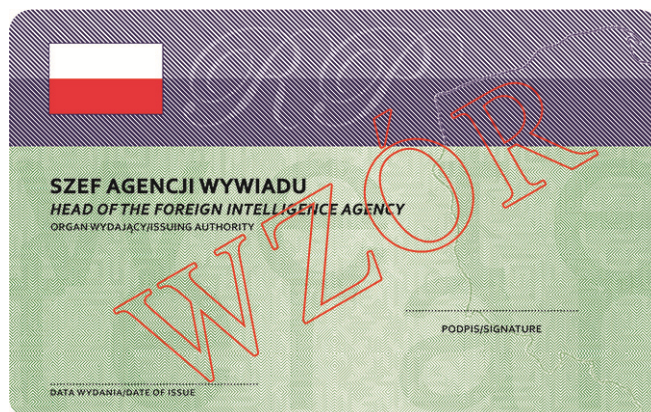 RP
SZEF AGENCJI WYWIADU
HEAD OF THE FOREIGN INTELLIGENCE AGENCY
ORGAN WYDAJĄCY/ISSUING AUTHORITY
WZÓR
PODPIS/SIGNATURE
DATA WYDANIA/DATE OF ISSUE